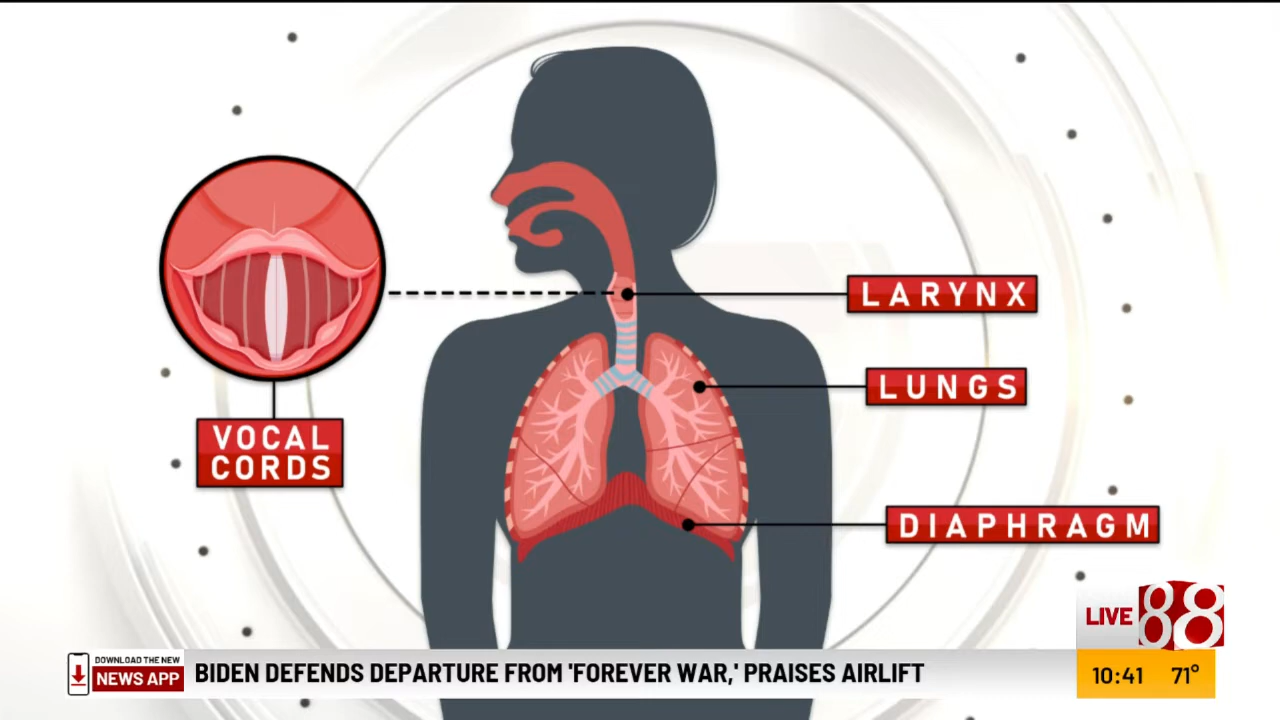 LARYNX
LUNGS
VOCAL
CORDS
DIAPHRAGM
LIVE 88
DOWNLOAD THE NEW
NEWS APP
BIDEN DEFENDS DEPARTURE FROM 'FOREVER WAR,' PRAISES AIRLIFT
10:41 71°